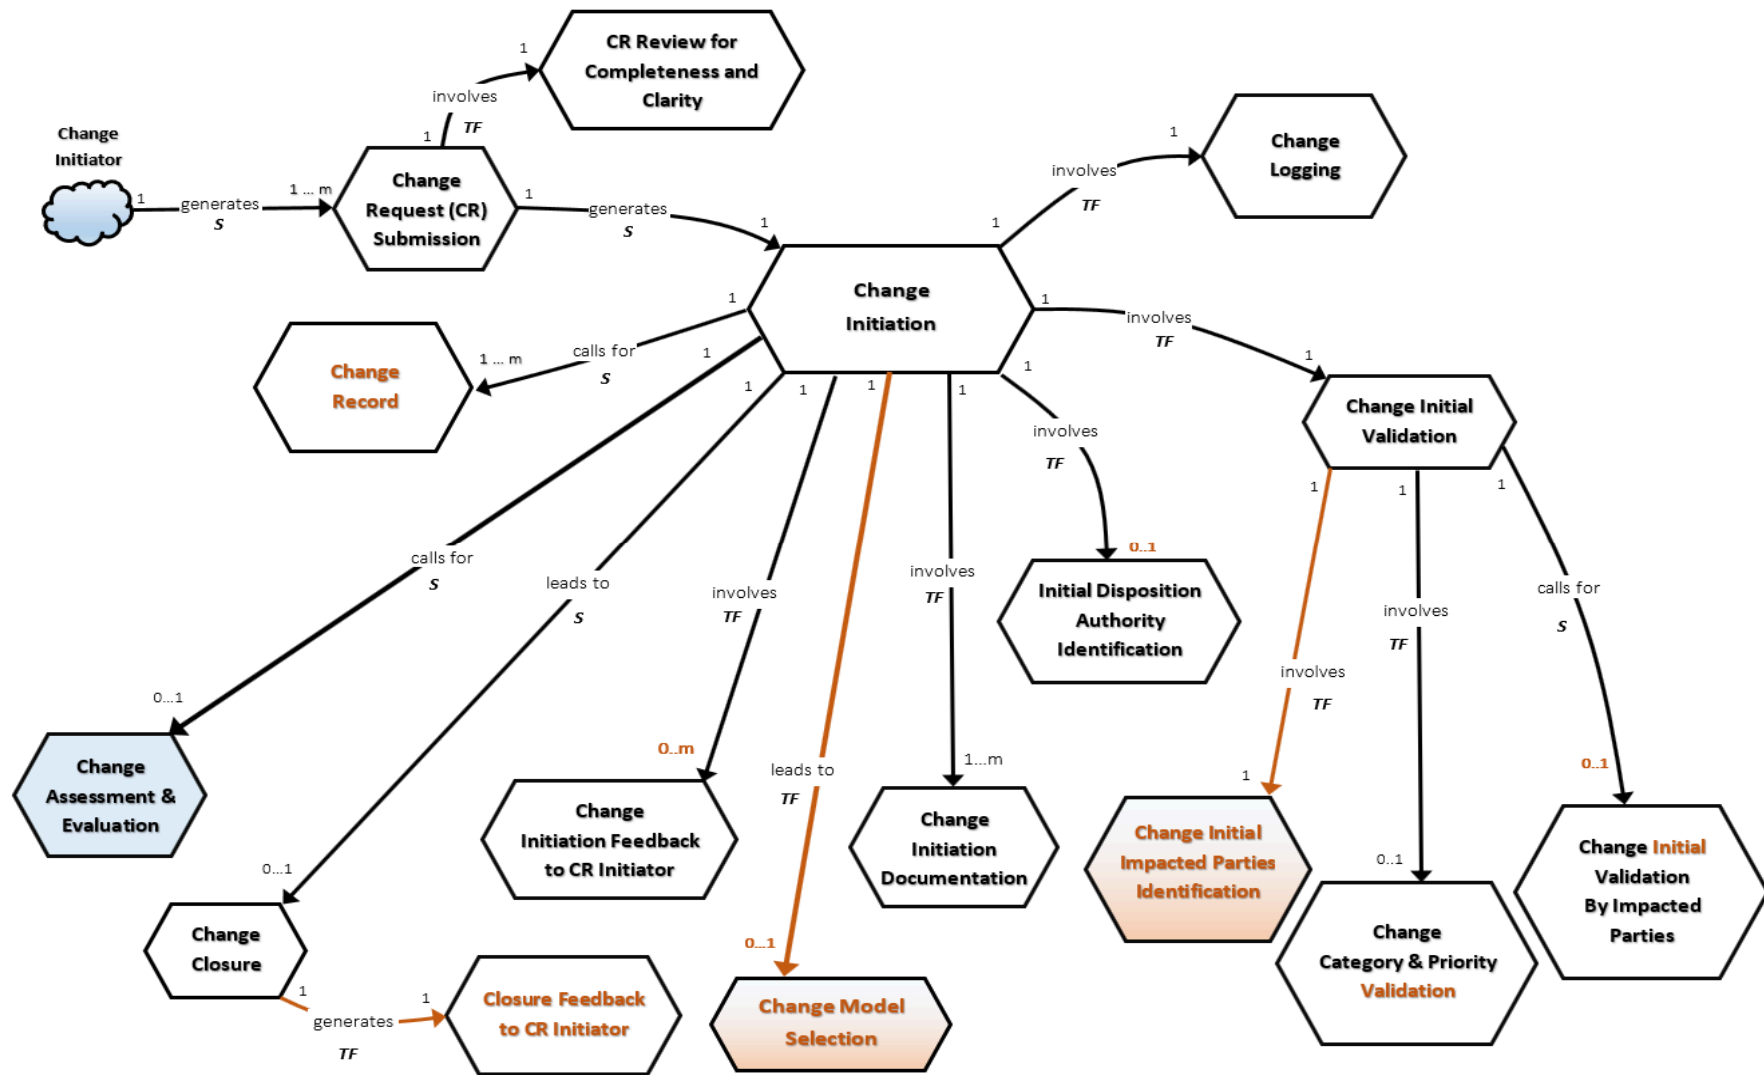 CR Review for
Completeness and
Clarity
1
involves
TF
1
Change
Initiator
1
generates
S
1 ... m
Change
Request (CR)
Submission
1
generates
S
1
Change
Logging
1
involves
TF
1
Change
Initiation
1
calls for
S
1 ... m
Change
Record
1
involves
TF
1
Change Initial
Validation
1
calls for
S
0...1
Change
Assessment &
Evaluation
1
leads to
S
0...1
Change
Closure
1
generates
TF
1
Closure Feedback
to CR Initiator
1
involves
TF
0..m
Change
Initiation Feedback
to CR Initiator
1
leads to
TF
0...1
Change Model
Selection
1
involves
TF
1...m
Change
Initiation
Documentation
1
involves
TF
0..1
Initial Disposition
Authority
Identification
1
involves
TF
1
Change Initial
Impacted Parties
Identification
1
involves
TF
0..1
Change
Category & Priority
Validation
1
calls for
S
0..1
Change Initial
Validation
By Impacted
Parties